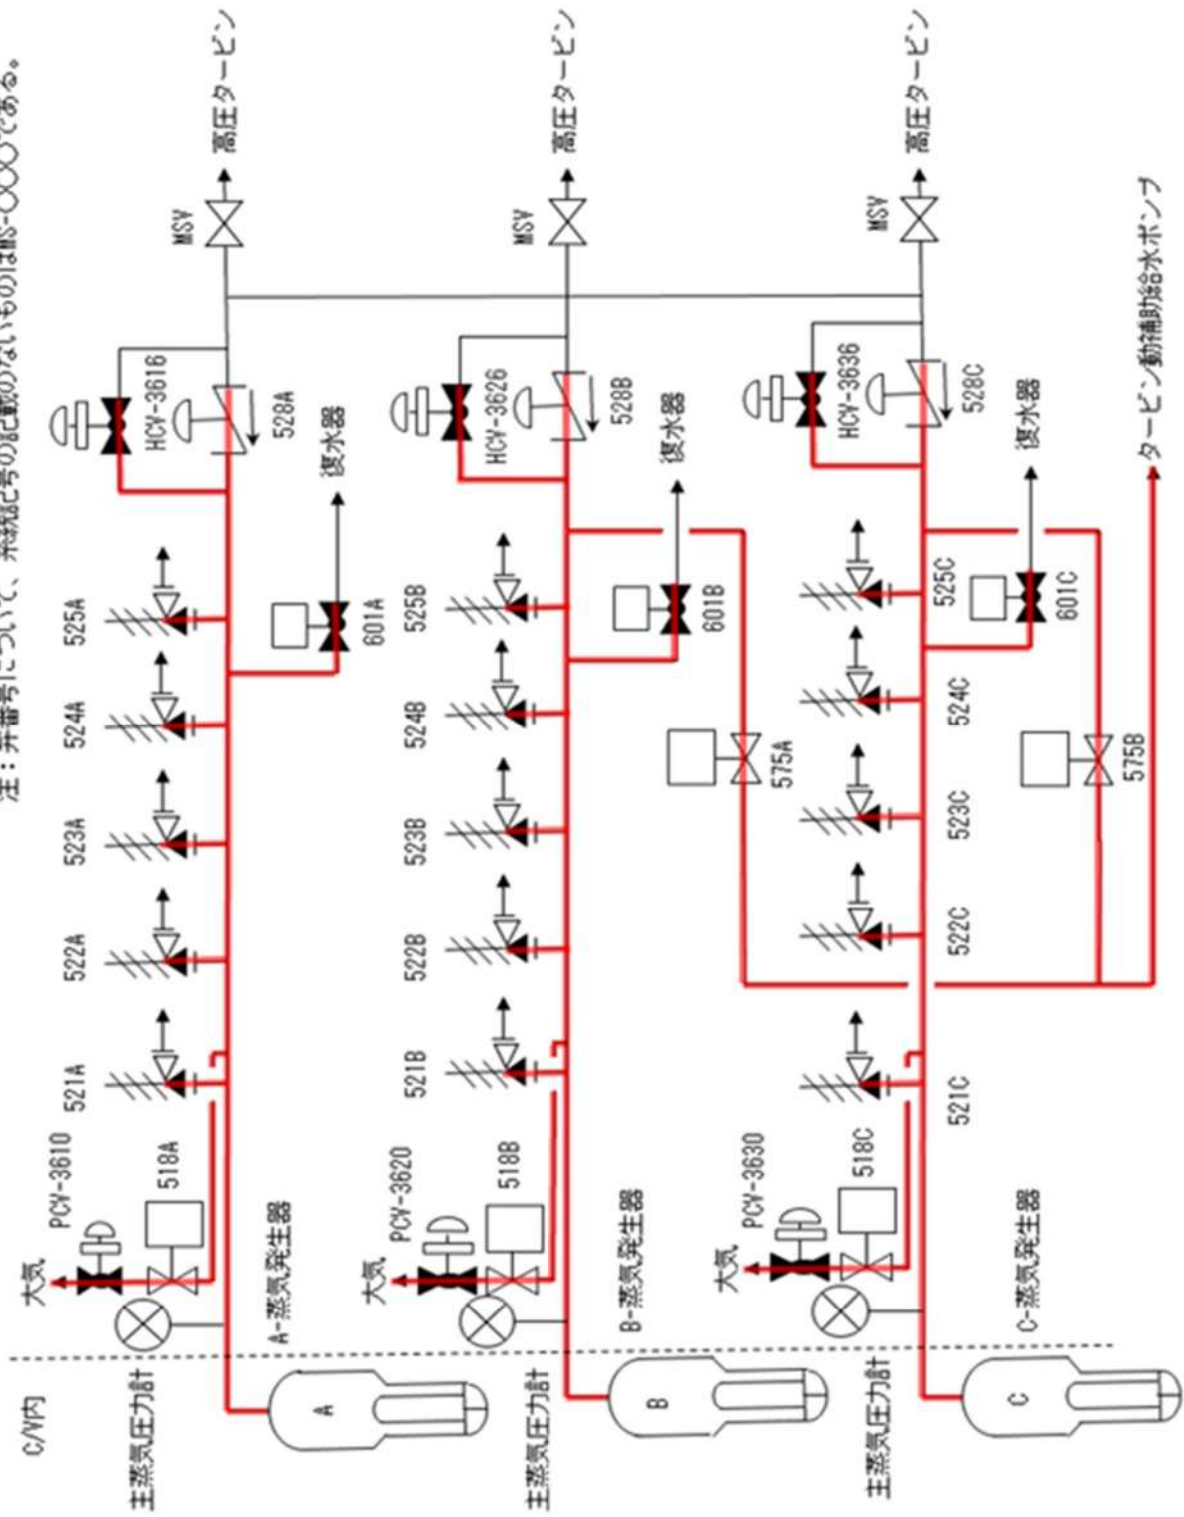 注：弁番号について、系統記号の記載のないものはMS-○○○である。
C/V内
大気
PCV-3610
518A
主蒸気圧力計
A-蒸気発生器
A
521A
522A
523A
524A
525A
HCV-3616
528A
601A
復水器
MSV
高圧タービン
大気
PCV-3620
518B
主蒸気圧力計
B-蒸気発生器
B
521B
522B
523B
524B
525B
HCV-3626
528B
601B
復水器
575A
MSV
高圧タービン
大気
PCV-3630
518C
主蒸気圧力計
C-蒸気発生器
C
521C
522C
523C
524C
525C
HCV-3636
528C
601C
復水器
575B
MSV
高圧タービン
タービン動補助給水ポンプ